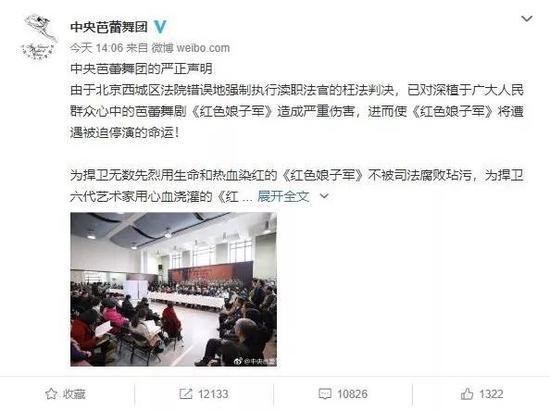 中央芭蕾舞团
今天 14:06 来自 微博 weibo.com
中央芭蕾舞团的严正声明
由于北京西城区法院错误地强制执行渎职法官的枉法判决，已对深植于广大人民
群众心中的芭蕾舞剧《红色娘子军》造成严重伤害，进而使《红色娘子军》将遭
遇被迫停演的命运！
为捍卫无数先烈用生命和热血染红的《红色娘子军》不被司法腐败玷污，为捍卫
六代艺术家用心血浇灌的《红 ... 展开全文
@中央芭蕾
收藏
12133
10826
1322